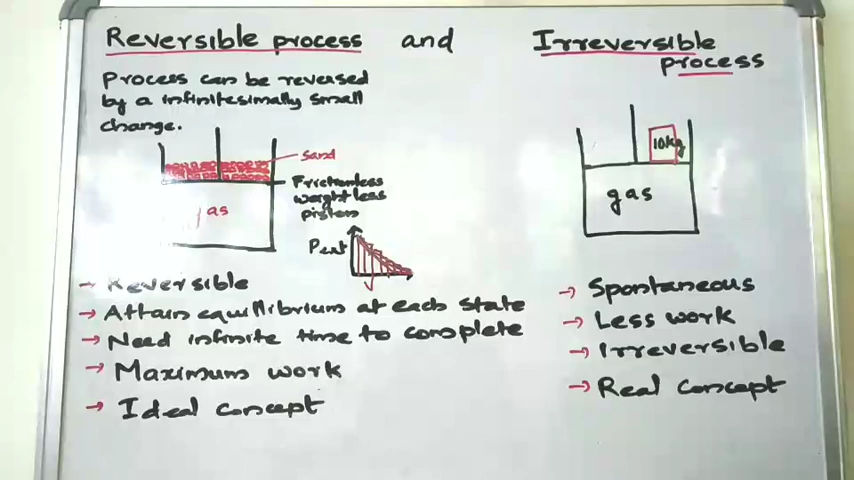 Reversible process and
Process can be reversed
by a infinitesimally small
change.
Sand
Frictionless
weightless
piston
gas
Pext
V
→ Reversible
→ Attain equilibrium at each state
→ Need infinite time to complete
→ Maximum work
→ Ideal concept
Irreversible
process
10kg
gas
→ Spontaneous
→ Less work
→ Irreversible
→ Real concept